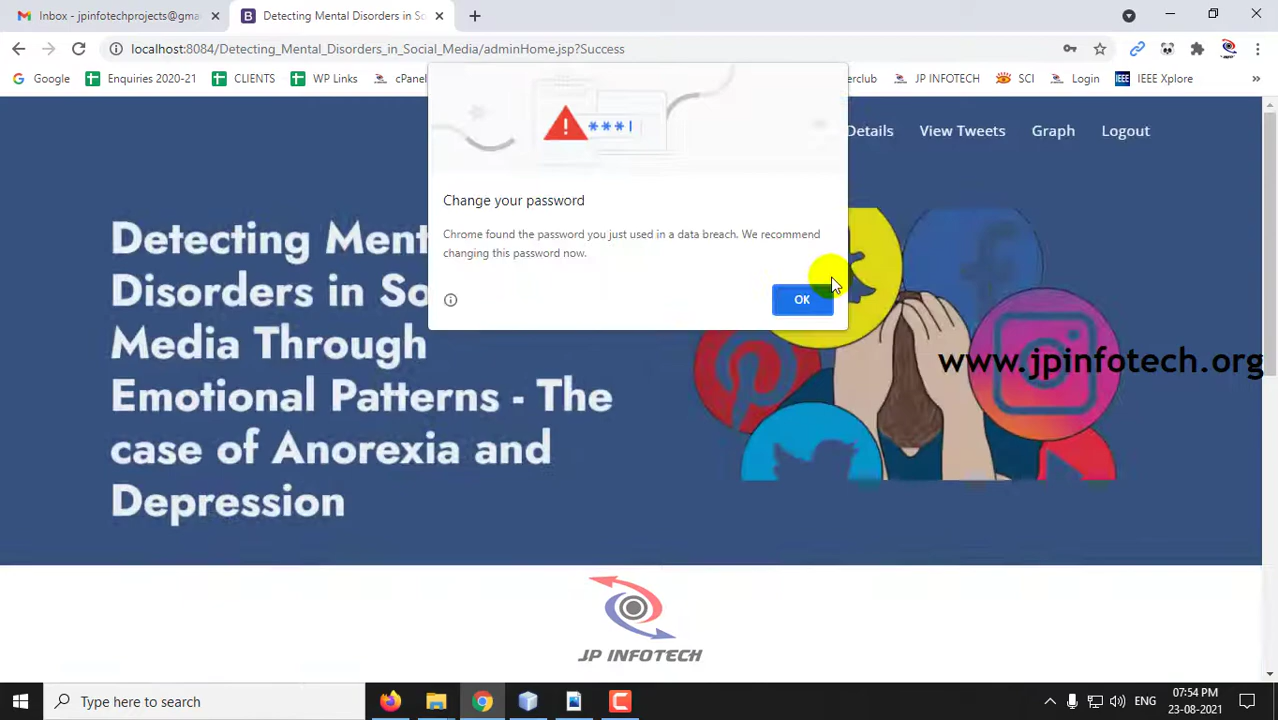 Inbox - jpinfotechprojects@gma
Detecting Mental Disorders in So
localhost:8084/Detecting_Mental_Disorders_in_Social_Media/adminHome.jsp?Success
Google
Enquiries 2020-21
CLIENTS
WP Links
cPanel
erclub
JP INFOTECH
SCI
Login
IEEE
IEEE Xplore
»
Details
View Tweets
Graph
Logout
Change your password
Chrome found the password you just used in a data breach. We recommend
changing this password now.
OK
Detecting Ment
Disorders in So
Media Through
Emotional Patterns - The
case of Anorexia and
Depression
www.jpinfotech.org
JP INFOTECH
Type here to search
ENG
07:54 PM
23-08-2021